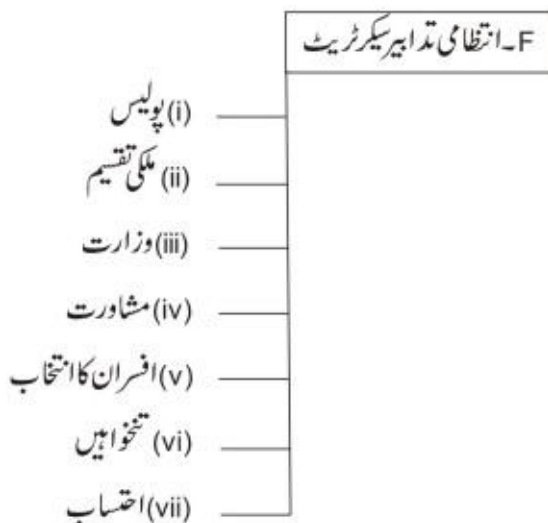 F۔انتظامی تدابیر سیکرٹریٹ
(i) پولیس
(ii) ملکی تقسیم
(iii) وزارت
(iv) مشاورت
(v) افسران کا انتخاب
(vi) تنخواہیں
(vii) احتساب